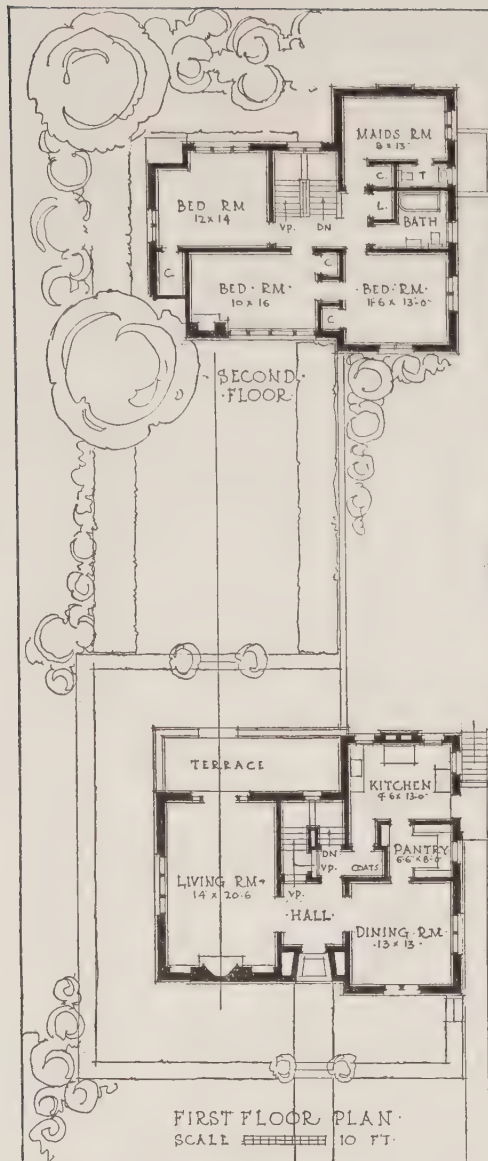 MAIDS RM
8 x 13
C.
T
L.
BATH
BED RM
12 x 14
VP.
DN
C
BED · RM ·
10 x 16
C
· BED · RM ·
11-6 x 13-0
C
SECOND ·
· FLOOR ·
TERRACE
KITCHEN
9-6 x 13-0
PANTRY
6-6 x 8-0
DN
VP.
COATS
LIVING RM
14 x 20-6
VP.
· HALL ·
DINING · RM ·
· 13 x 13 ·
FIRST FLOOR PLAN ·
SCALE 10 FT ·